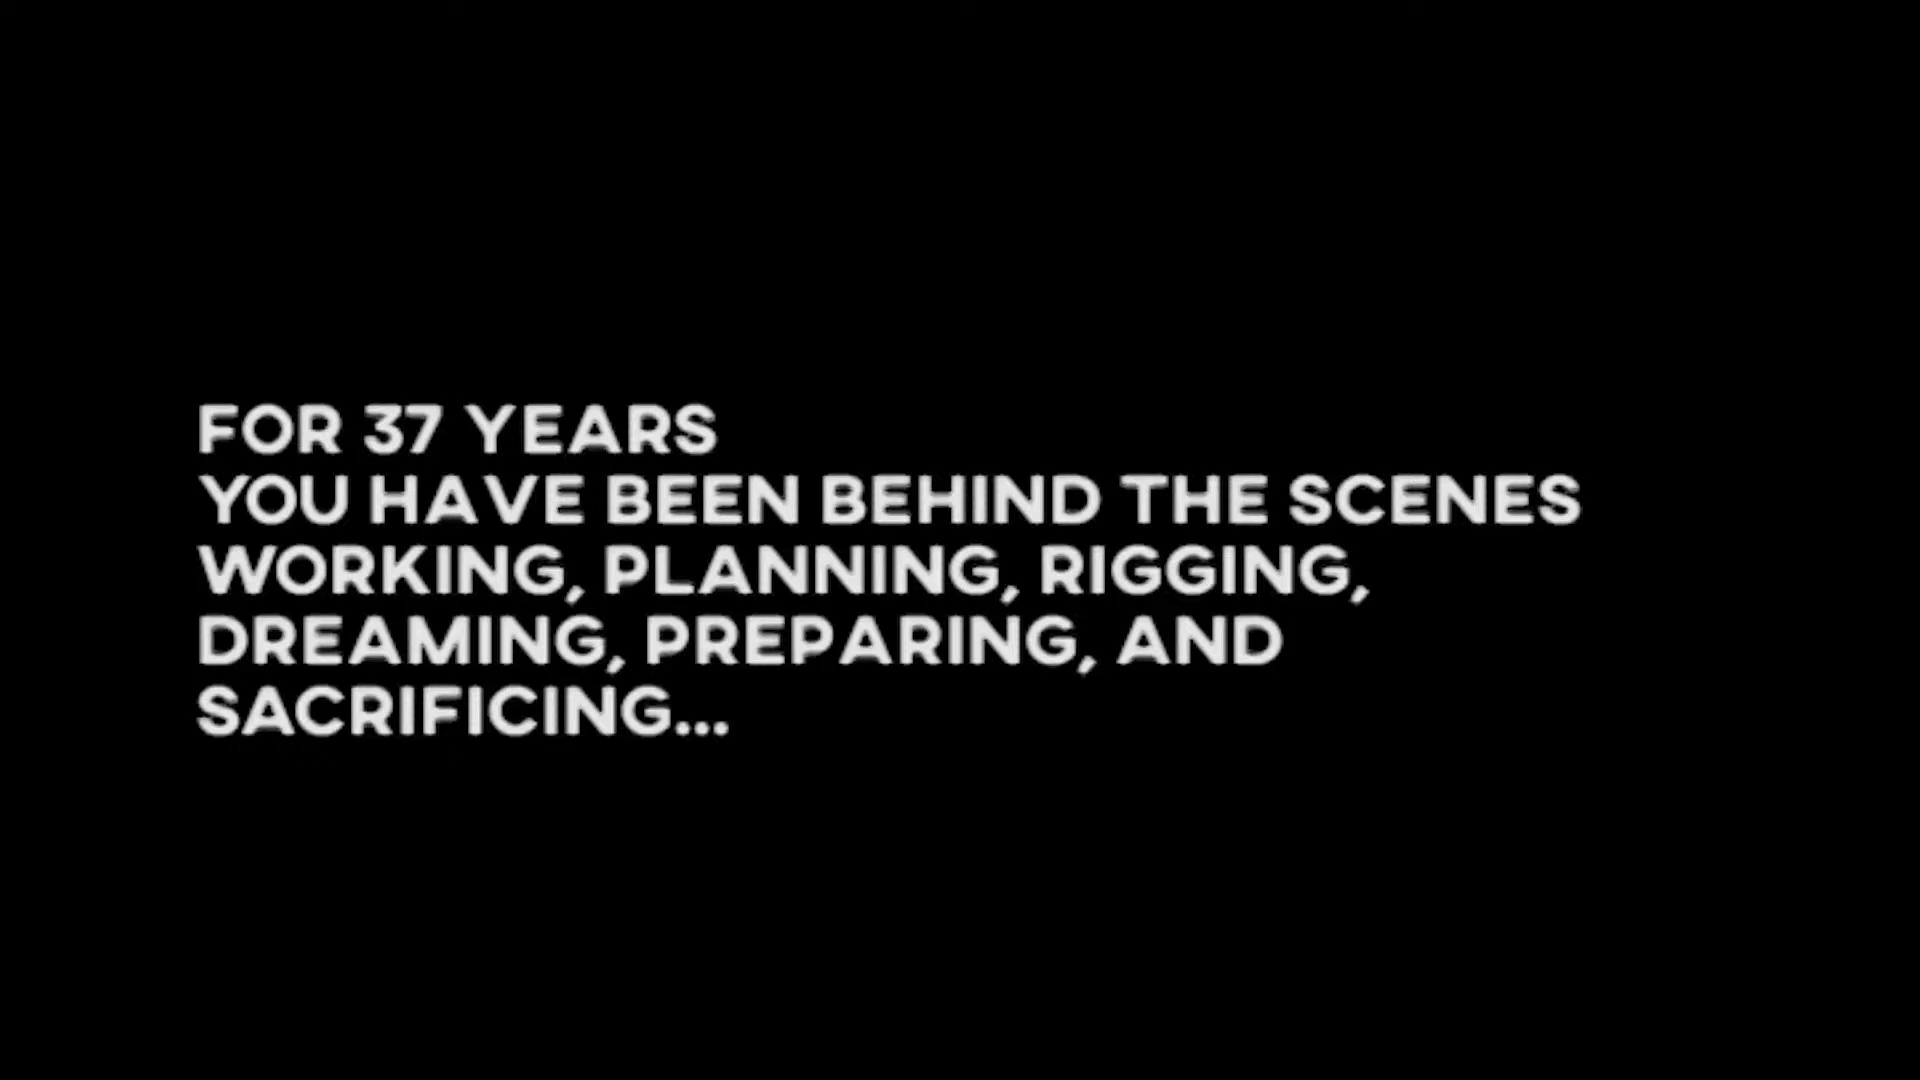 FOR 37 YEARS
YOU HAVE BEEN BEHIND THE SCENES
WORKING, PLANNING, RIGGING,
DREAMING, PREPARING, AND
SACRIFICING...